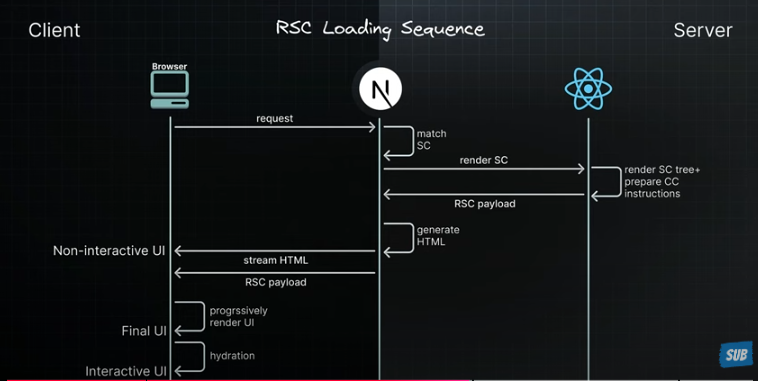 Client
RSC Loading Sequence
Server
Browser
N
request
match
SC
render SC
render SC tree+
prepare CC
instructions
RSC payload
generate
HTML
Non-interactive UI
stream HTML
RSC payload
progrssively
render UI
Final UI
hydration
Interactive UI
SUB